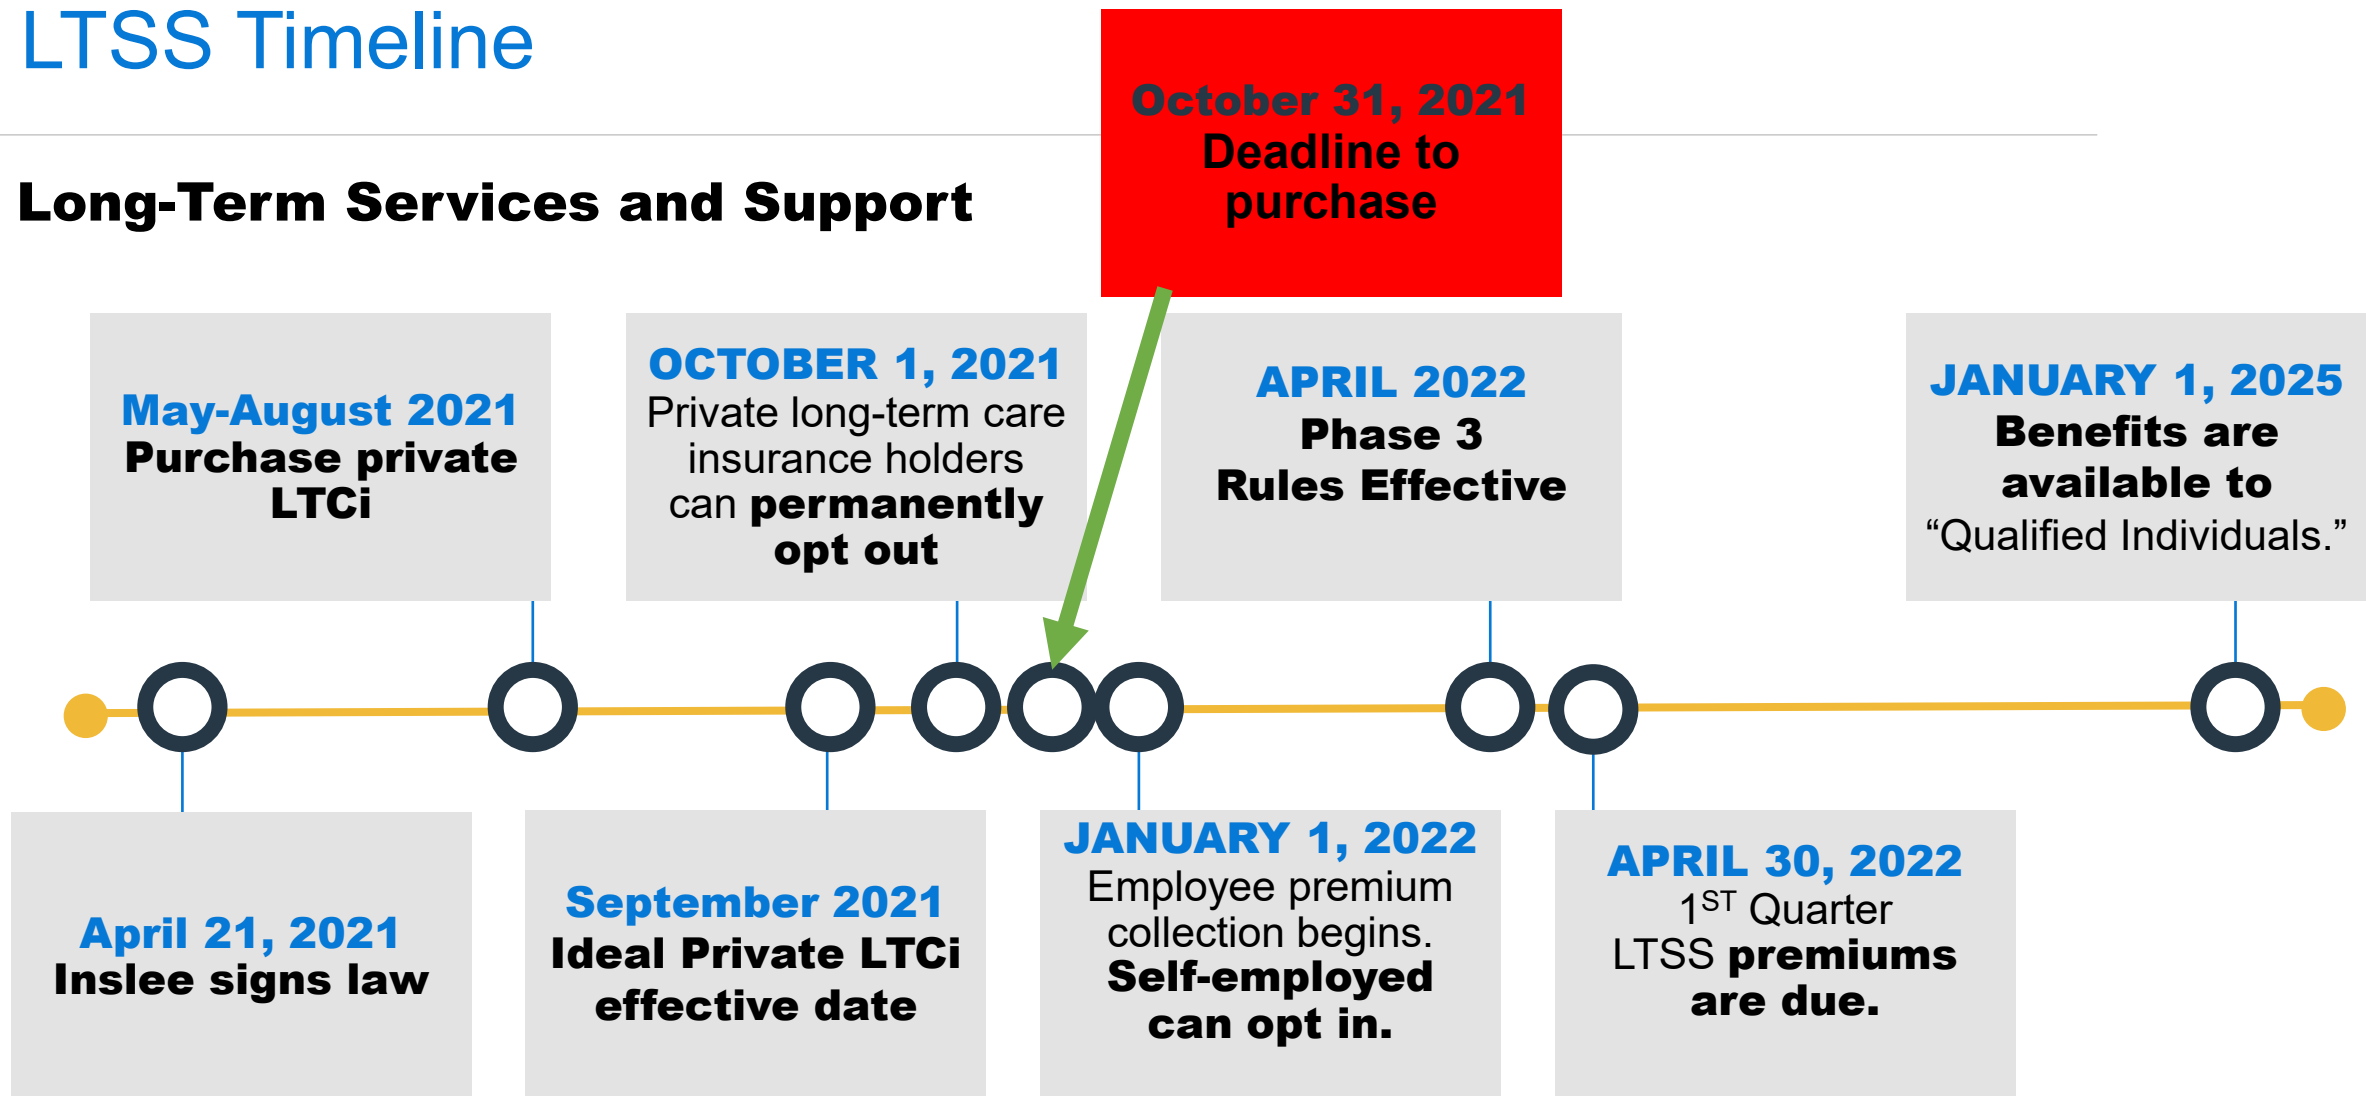 LTSS Timeline
Long-Term Services and Support
October 31, 2021
Deadline to
purchase
May-August 2021
Purchase private
LTCi
OCTOBER 1, 2021
Private long-term care
insurance holders
can permanently
opt out
APRIL 2022
Phase 3
Rules Effective
JANUARY 1, 2025
Benefits are
available to
“Qualified Individuals.”
April 21, 2021
Inslee signs law
September 2021
Ideal Private LTCi
effective date
JANUARY 1, 2022
Employee premium
collection begins.
Self-employed
can opt in.
APRIL 30, 2022
1ST Quarter
LTSS premiums
are due.